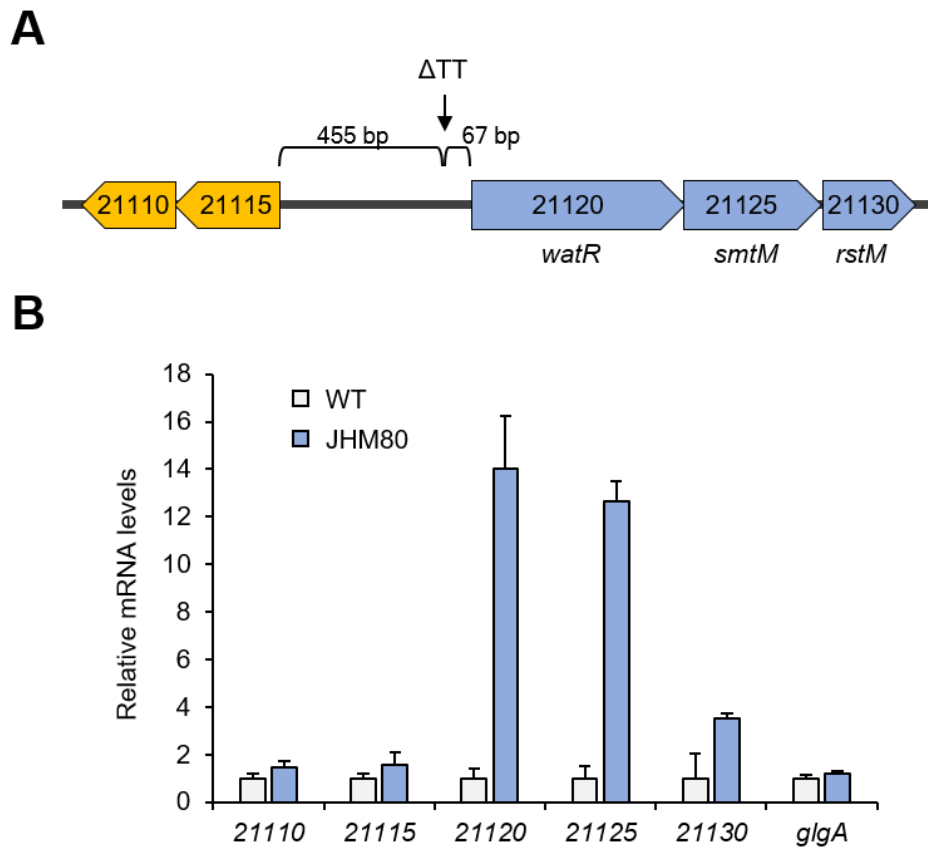 A
ΔTT
455 bp 67 bp
21110 21115 21120 21125 21130
watR smtM rstM
B
Relative mRNA levels
18
16
14
12
10
8
6
4
2
0
WT
JHM80
21110 21115 21120 21125 21130 glgA